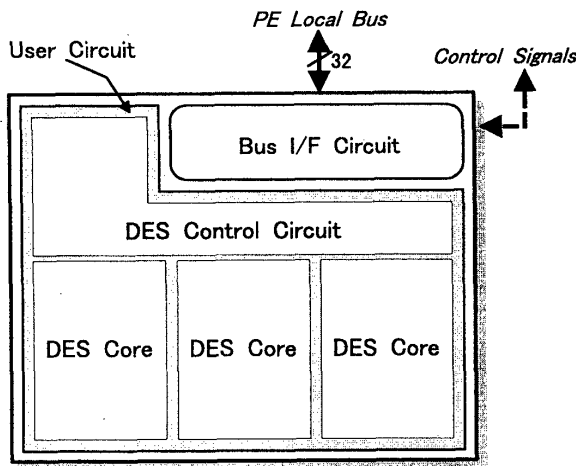 PE Local Bus
User Circuit
32
Control Signals
Bus I/F Circuit
DES Control Circuit
DES Core DES Core DES Core